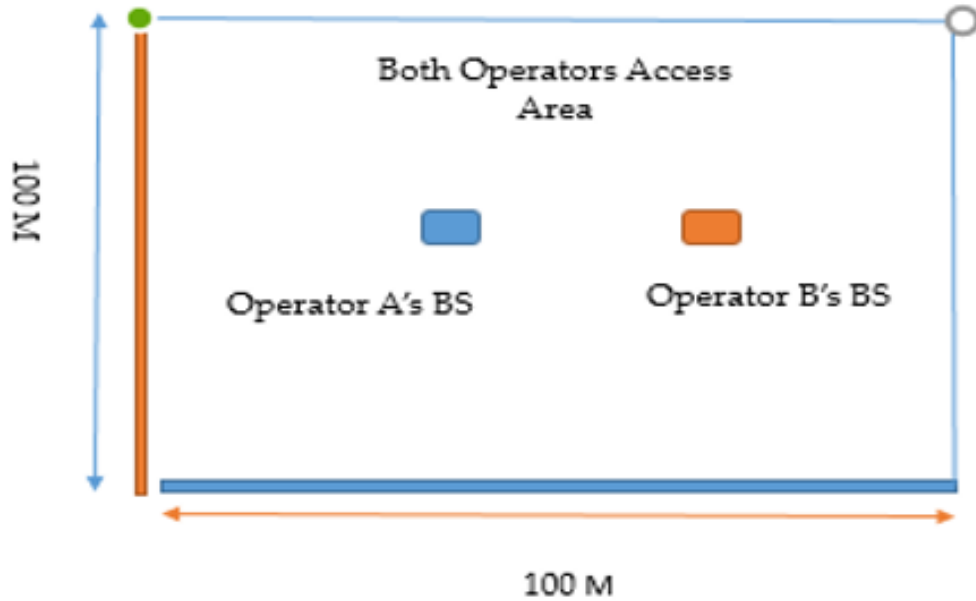 Both Operators Access
Area
100 M
Operator A's BS
Operator B's BS
100 M